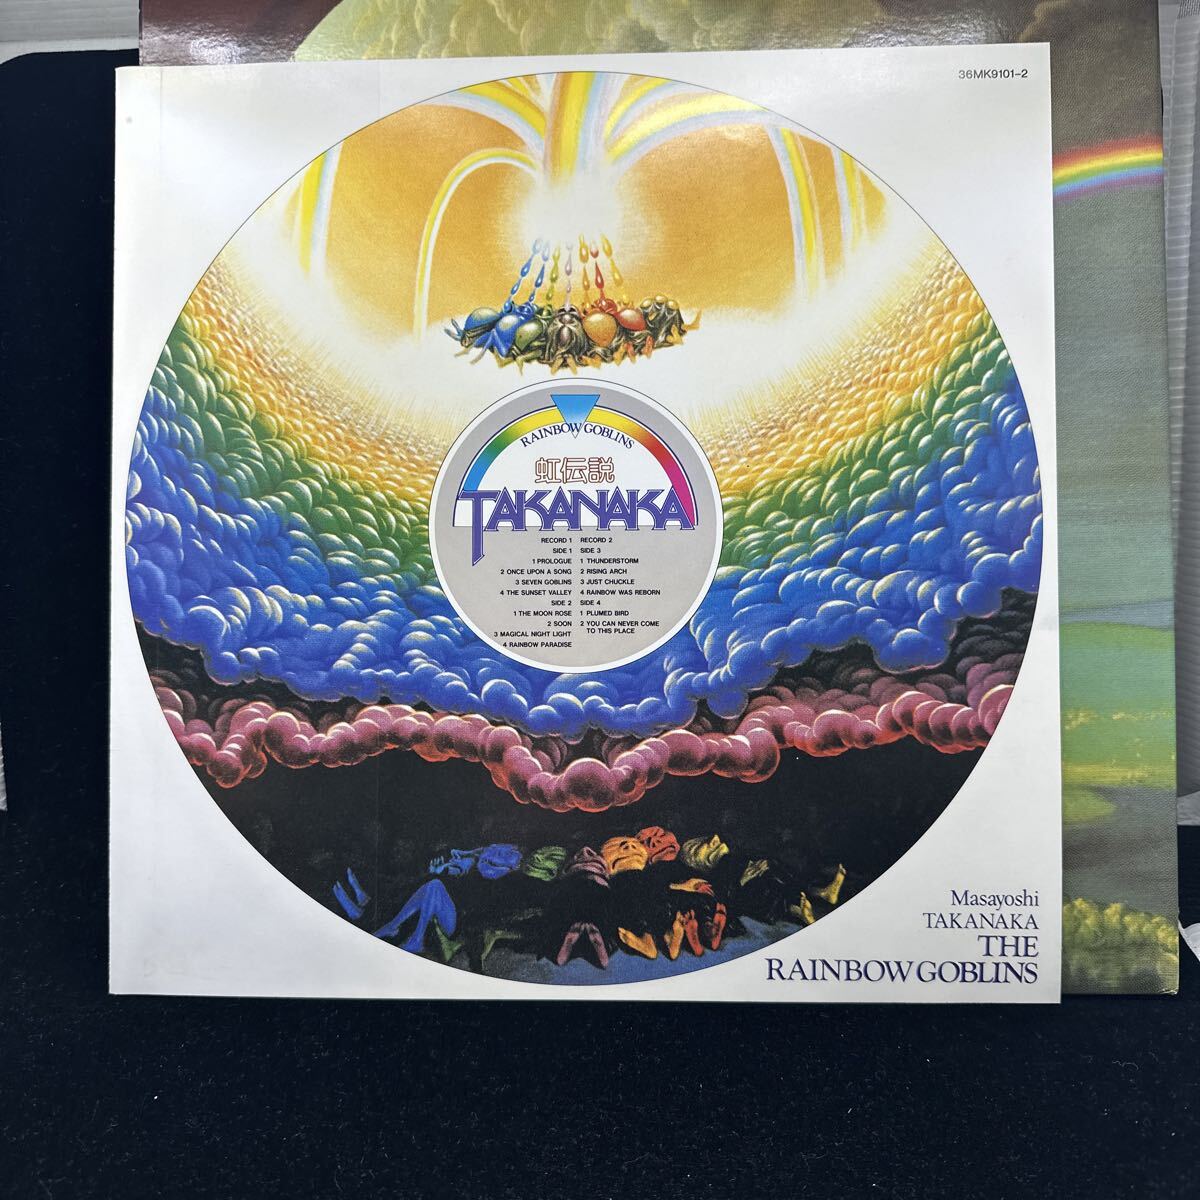 36MK9101-2
RAINBOW GOBLINS
虹伝説
TAKANAKA
RECORD 1
SIDE 1
1 PROLOGUE
2 ONCE UPON A SONG
3 SEVEN GOBLINS
4 THE SUNSET VALLEY
SIDE 2
1 THE MOON ROSE
2 SOON
3 MAGICAL NIGHT LIGHT
4 RAINBOW PARADISE
RECORD 2
SIDE 3
1 THUNDERSTORM
2 RISING ARCH
3 JUST CHUCKLE
4 RAINBOW WAS REBORN
SIDE 4
1 PLUMED BIRD
2 YOU CAN NEVER COME
TO THIS PLACE
Masayoshi
TAKANAKA
THE
RAINBOW GOBLINS